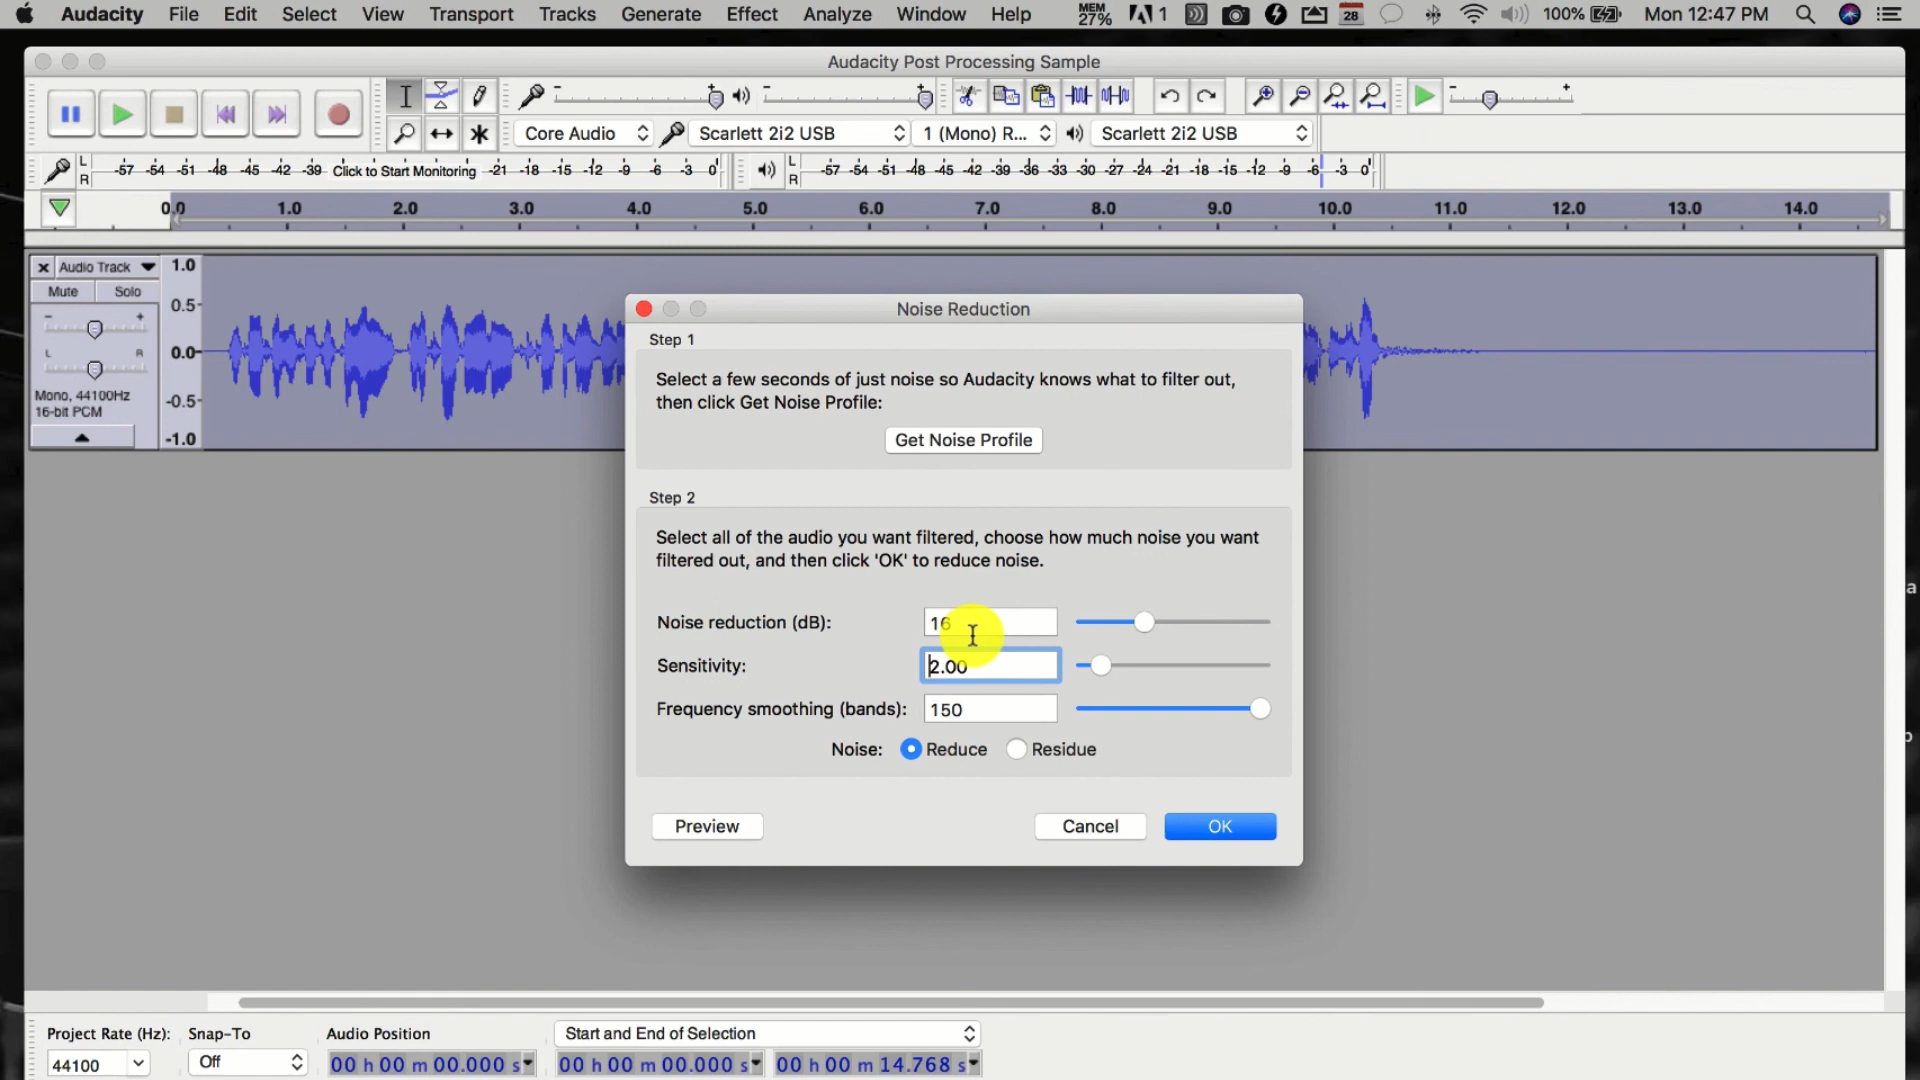 Audacity File Edit Select View Transport Tracks Generate Effect Analyze Window Help MEM 27% 1 28 100% Mon 12:47 PM
Audacity Post Processing Sample
Core Audio Scarlett 2i2 USB 1 (Mono) R... Scarlett 2i2 USB
L R -57 -54 -51 -48 -45 -42 -39 Click to Start Monitoring -21 -18 -15 -12 -9 -6 -3 0 L R -57 -54 -51 -48 -45 -42 -39 -36 -33 -30 -27 -24 -21 -18 -15 -12 -9 -6 -3 0
0.0 1.0 2.0 3.0 4.0 5.0 6.0 7.0 8.0 9.0 10.0 11.0 12.0 13.0 14.0
Audio Track 1.0
Mute Solo
0.5
L R
0.0
Mono, 44100Hz
16-bit PCM
-0.5
-1.0
Noise Reduction
Step 1
Select a few seconds of just noise so Audacity knows what to filter out,
then click Get Noise Profile:
Get Noise Profile
Step 2
Select all of the audio you want filtered, choose how much noise you want
filtered out, and then click 'OK' to reduce noise.
Noise reduction (dB): 16
Sensitivity: 2.00
Frequency smoothing (bands): 150
Noise: Reduce Residue
Preview Cancel OK
Project Rate (Hz): Snap-To Audio Position Start and End of Selection
44100 Off 00 h 00 m 00.000 s 00 h 00 m 00.000 s 00 h 00 m 14.768 s